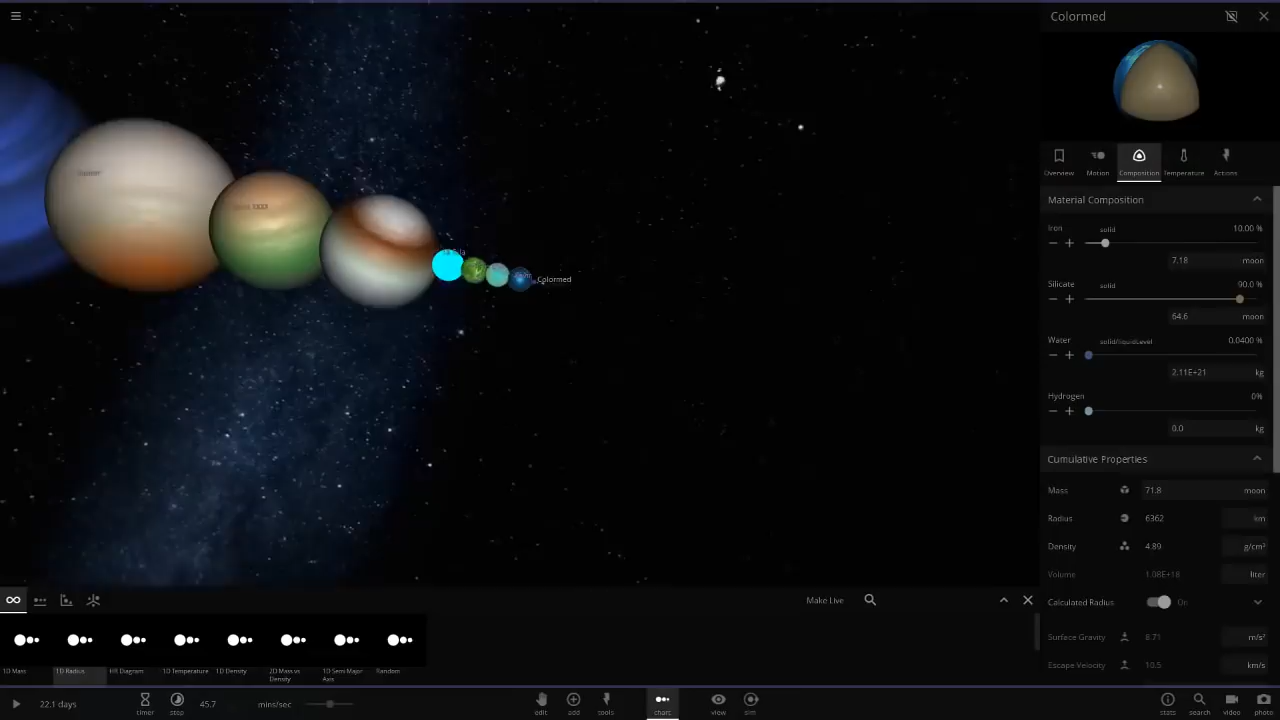 Colormed
Jupiter
Colormed
Overview
Motion
Composition
Temperature
Actions
Material Composition
Iron
solid
10.00 %
7.18
moon
Silicate
solid
90.0 %
64.6
moon
Water
solid/liquidLevel
0.0400 %
2.11E+21
kg
Hydrogen
0%
0.0
kg
Cumulative Properties
Mass
71.8
moon
Radius
6362
km
Density
4.89
g/cm³
Volume
1.08E+18
liter
Calculated Radius
On
Surface Gravity
8.71
m/s²
Escape Velocity
10.5
km/s
Make Live
1D Mass
1D Radius
HR Diagram
1D Temperature
1D Density
2D Mass vs
Density
1D Semi Major
Axis
Random
22.1 days
timer
step
45.7
mins/sec
edit
add
tools
chart
view
sim
stats
search
video
photo